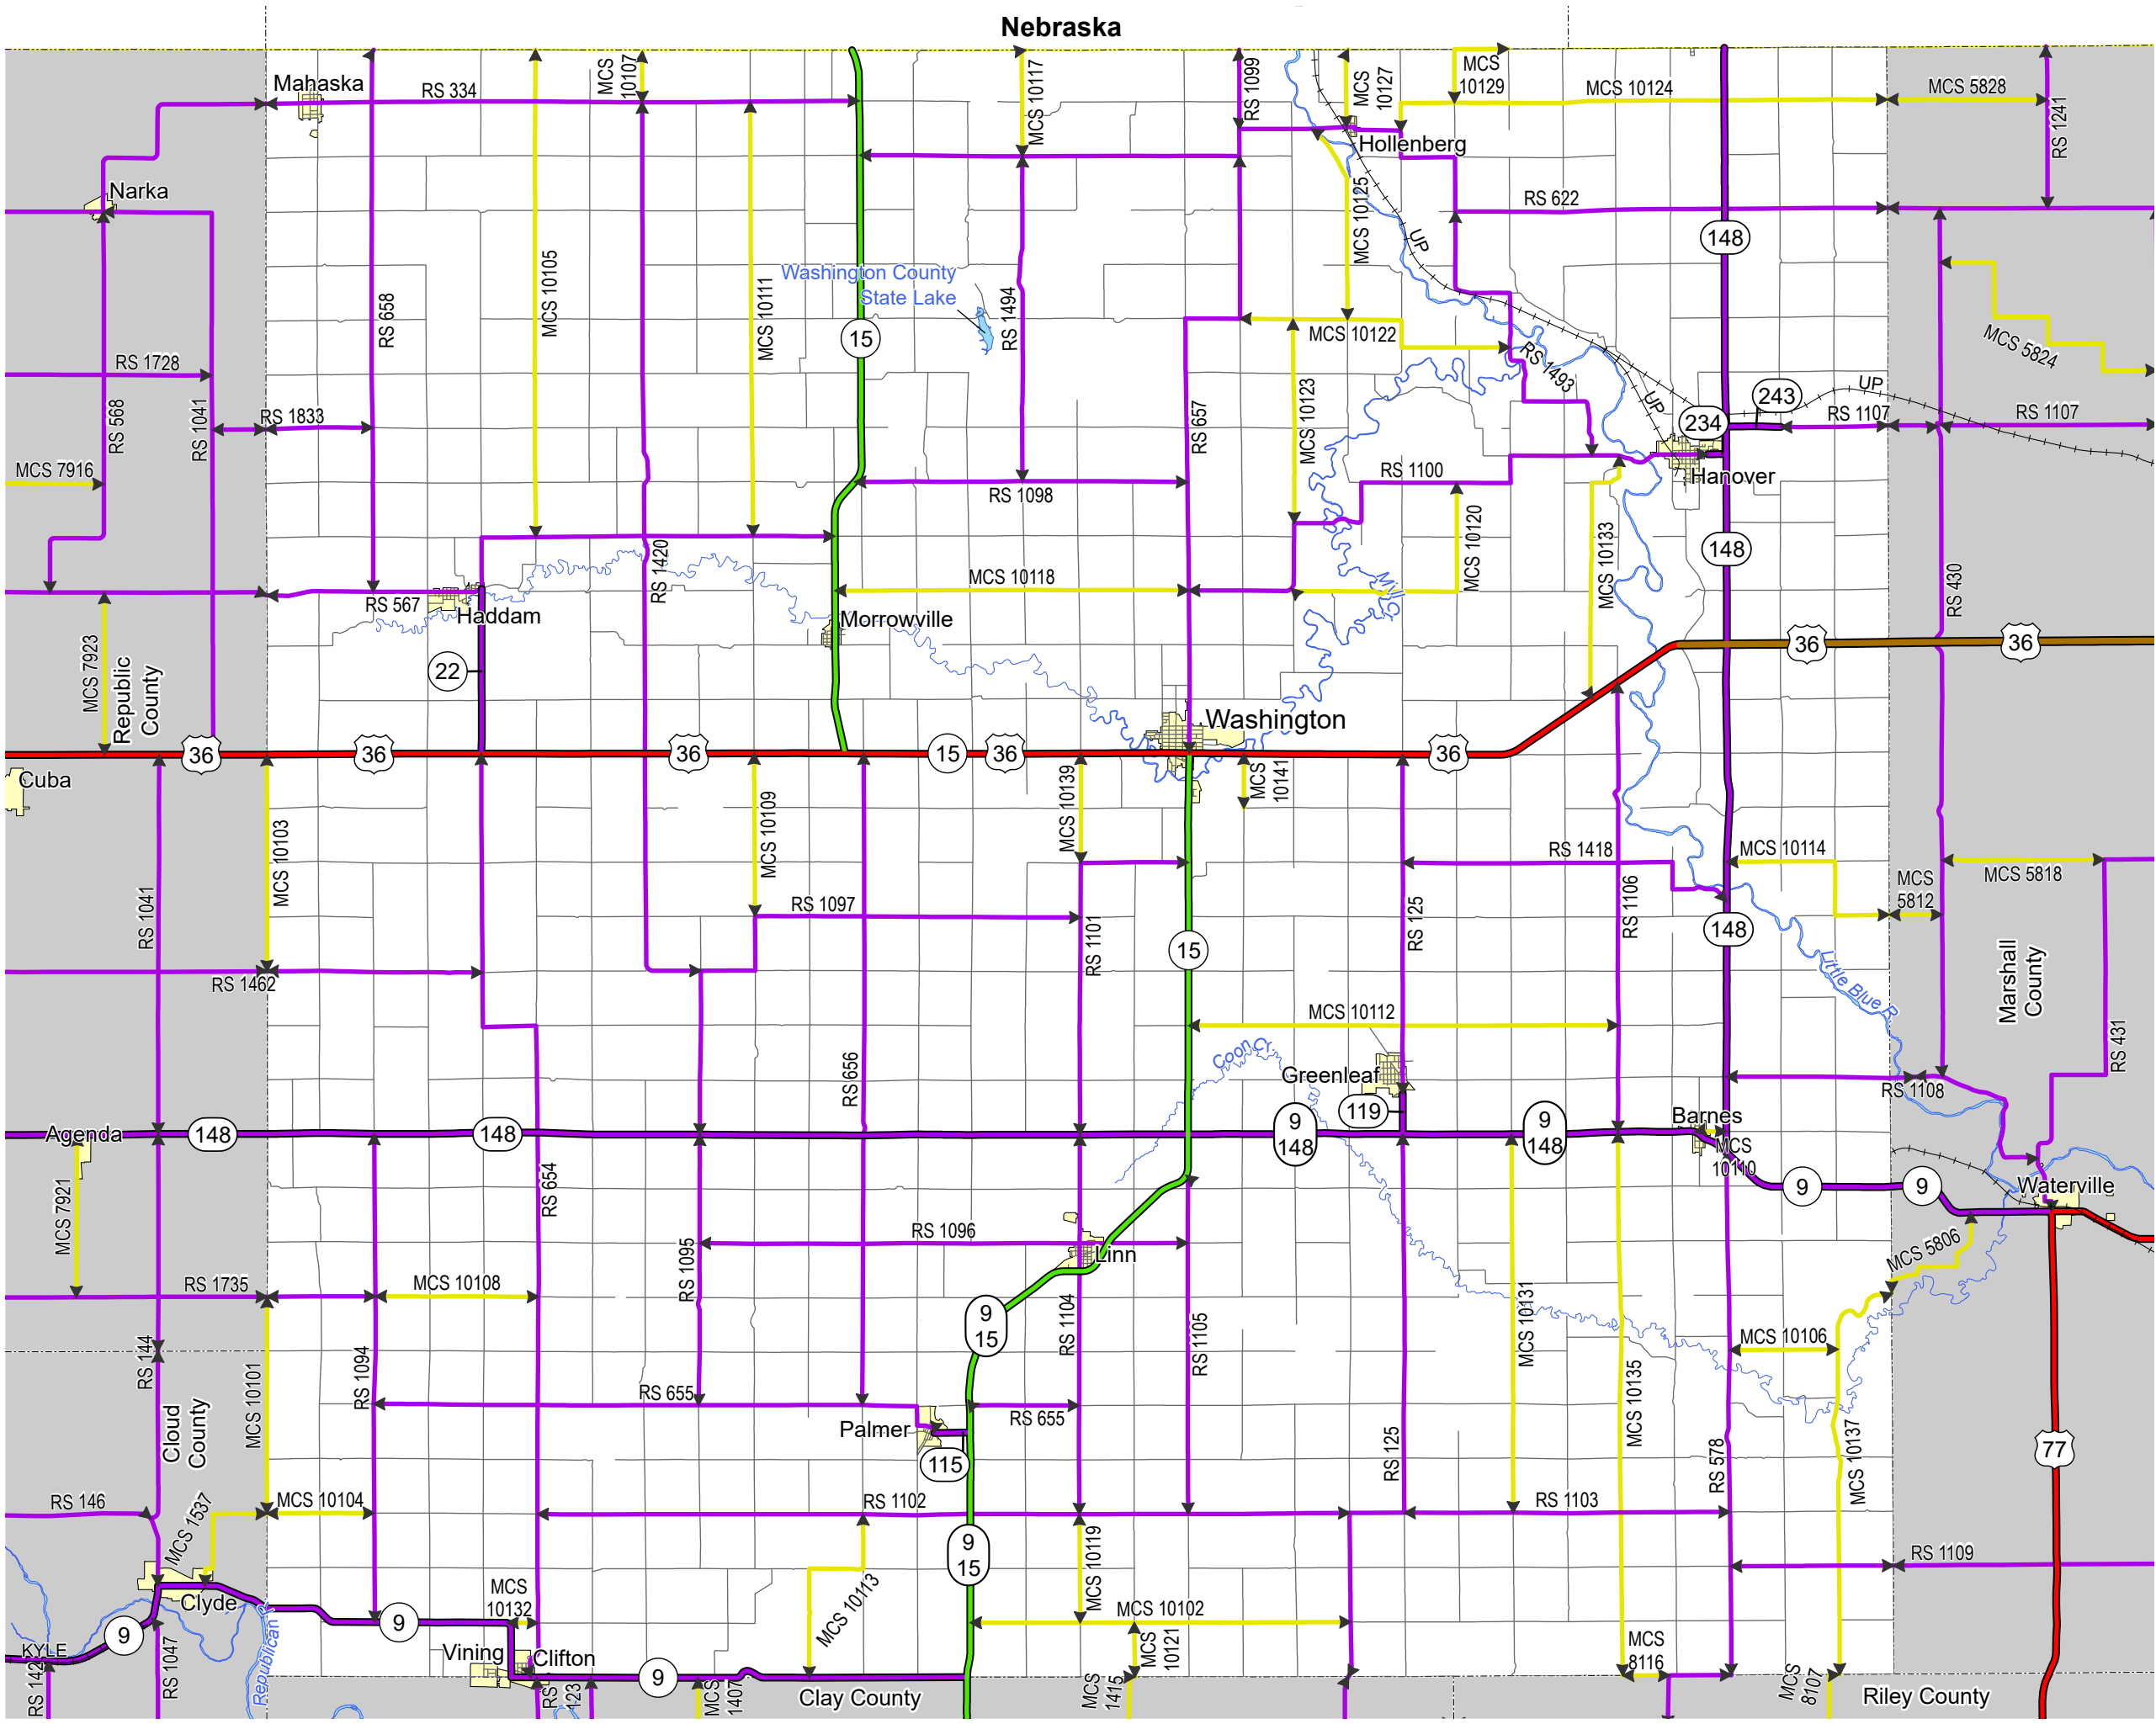 Nebraska
Mahaska
RS 334
MCS
10107
MCS 10117
RS 1099
MCS
10127
MCS
10129
MCS 10124
MCS 5828
RS 1241
Hollenberg
Narka
MCS 10125
RS 622
UP
148
Washington County
State Lake
RS 658
MCS 10105
MCS 10111
15
RS 1494
MCS 10122
MCS 5824
RS 1728
RS 1493
RS 568
RS 1041
RS 1833
RS 657
MCS 10123
UP
UP
243
234
RS 1107
RS 1107
MCS 7916
RS 1098
RS 1100
Hanover
MCS 10120
MCS 10133
148
RS 1420
MCS 10118
RS 430
RS 567
Haddam
Morrowville
Mill Cr.
MCS 7923
Republic
County
22
36
36
Washington
36
36
36
15
36
36
Cuba
MCS 10103
MCS 10109
MCS 10139
MCS
10141
RS 1418
MCS 10114
MCS 5818
MCS
5812
RS 1041
RS 1097
RS 1101
15
RS 125
RS 1106
148
Marshall
County
Little Blue R
RS 1462
MCS 10112
RS 431
RS 656
Coon Cr
Greenleaf
RS 1108
119
Barnes
Agenda
148
148
9
148
9
148
MCS
10110
RS 654
9
9
Waterville
MCS 7921
RS 1096
Linn
RS 1095
MCS 5806
RS 1735
MCS 10108
9
15
RS 1104
RS 1105
MCS 10131
MCS 10106
RS 144
RS 1094
MCS 10101
RS 655
RS 655
MCS 10135
Cloud
County
Palmer
115
RS 125
RS 578
MCS 10137
77
RS 146
MCS 1537
MCS 10104
RS 1102
RS 1103
9
15
MCS 10119
RS 1109
Clyde
MCS
10132
MCS 10113
MCS 10102
9
9
KYLE
RS 142
RS 1047
Republican R
Vining
Clifton
9
MCS
10121
MCS
8116
RS
123
MCS
1407
Clay County
MCS
1415
MCS
8107
Riley County